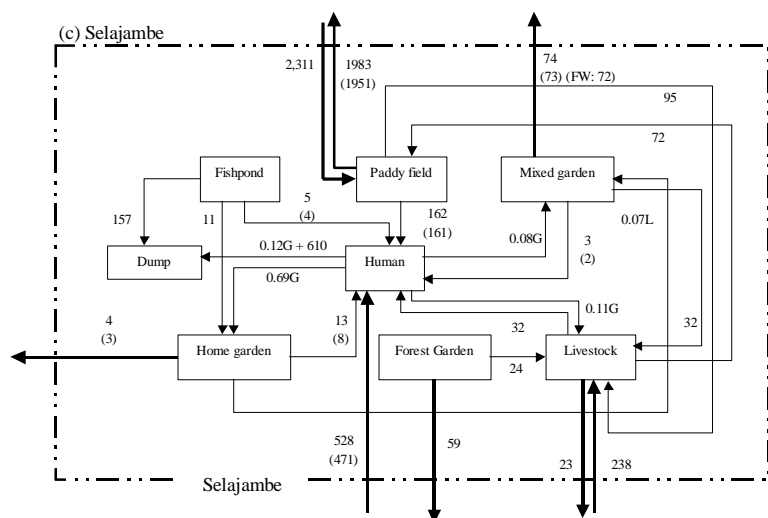 (c) Selajambe
2,311
1983
(1951)
74
(73) (FW: 72)
95
72
Fishpond
Paddy field
Mixed garden
5
(4)
157
11
162
(161)
0.08G
3
(2)
0.07L
0.12G + 610
Dump
Human
0.69G
0.11G
4
(3)
13
(8)
32
32
Home garden
Forest Garden
24
Livestock
528
(471)
59
23
238
Selajambe